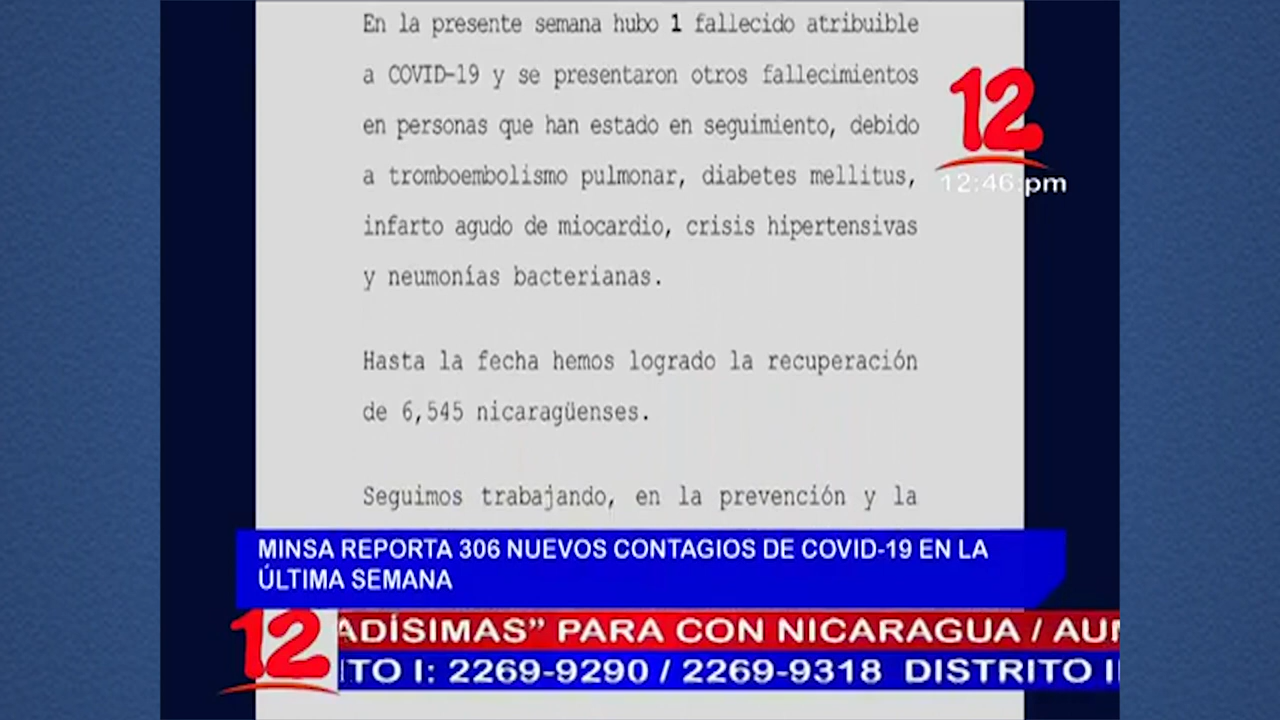 En la presente semana hubo 1 fallecido atribuible
a COVID-19 y se presentaron otros fallecimientos
en personas que han estado en seguimiento, debido
a tromboembolismo pulmonar, diabetes mellitus,
infarto agudo de miocardio, crisis hipertensivas
y neumonías bacterianas.
Hasta la fecha hemos logrado la recuperación
de 6,545 nicaragüenses.
Seguimos trabajando, en la prevención y la
12
12:46:pm
MINSA REPORTA 306 NUEVOS CONTAGIOS DE COVID-19 EN LA
ÚLTIMA SEMANA
12
ADÍSIMAS” PARA CON NICARAGUA / AU
ITO I: 2269-9290 / 2269-9318 DISTRITO I